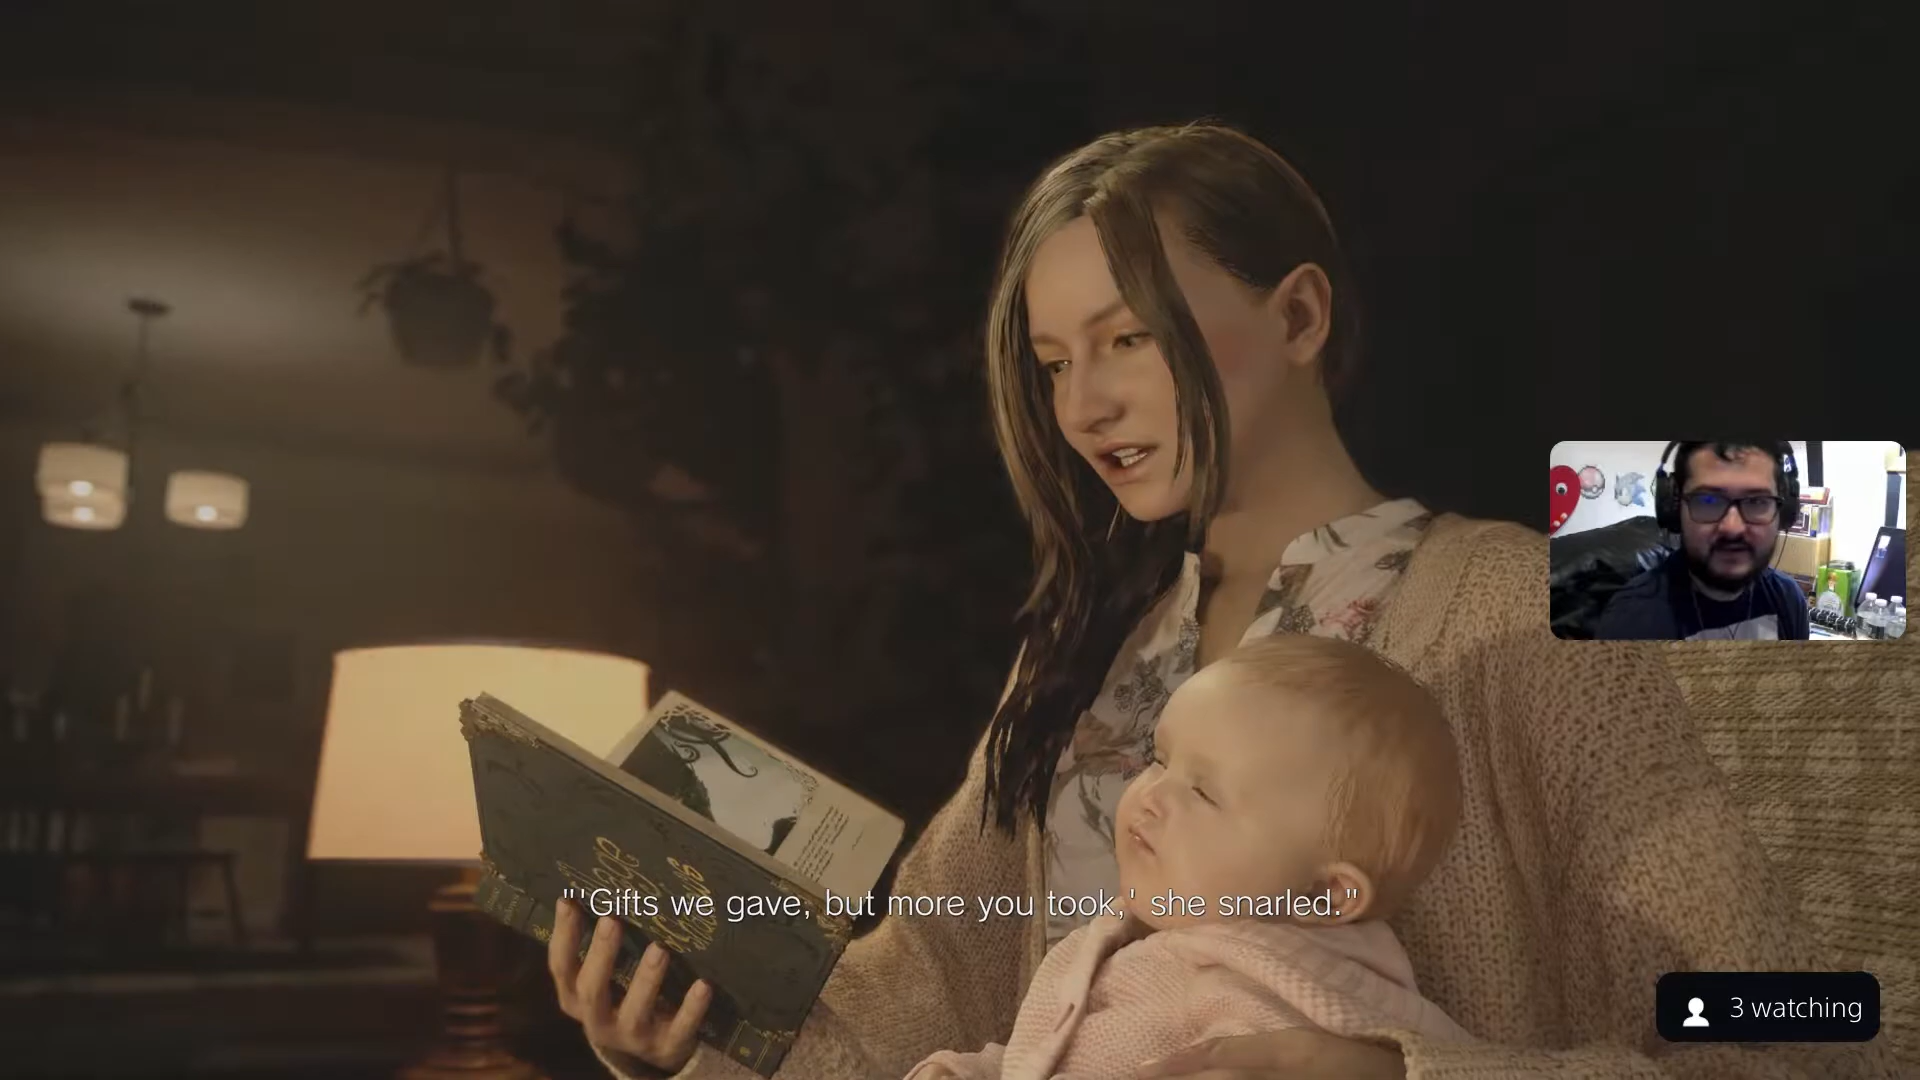 "'Gifts we gave, but more you took,' she snarled."
3 watching